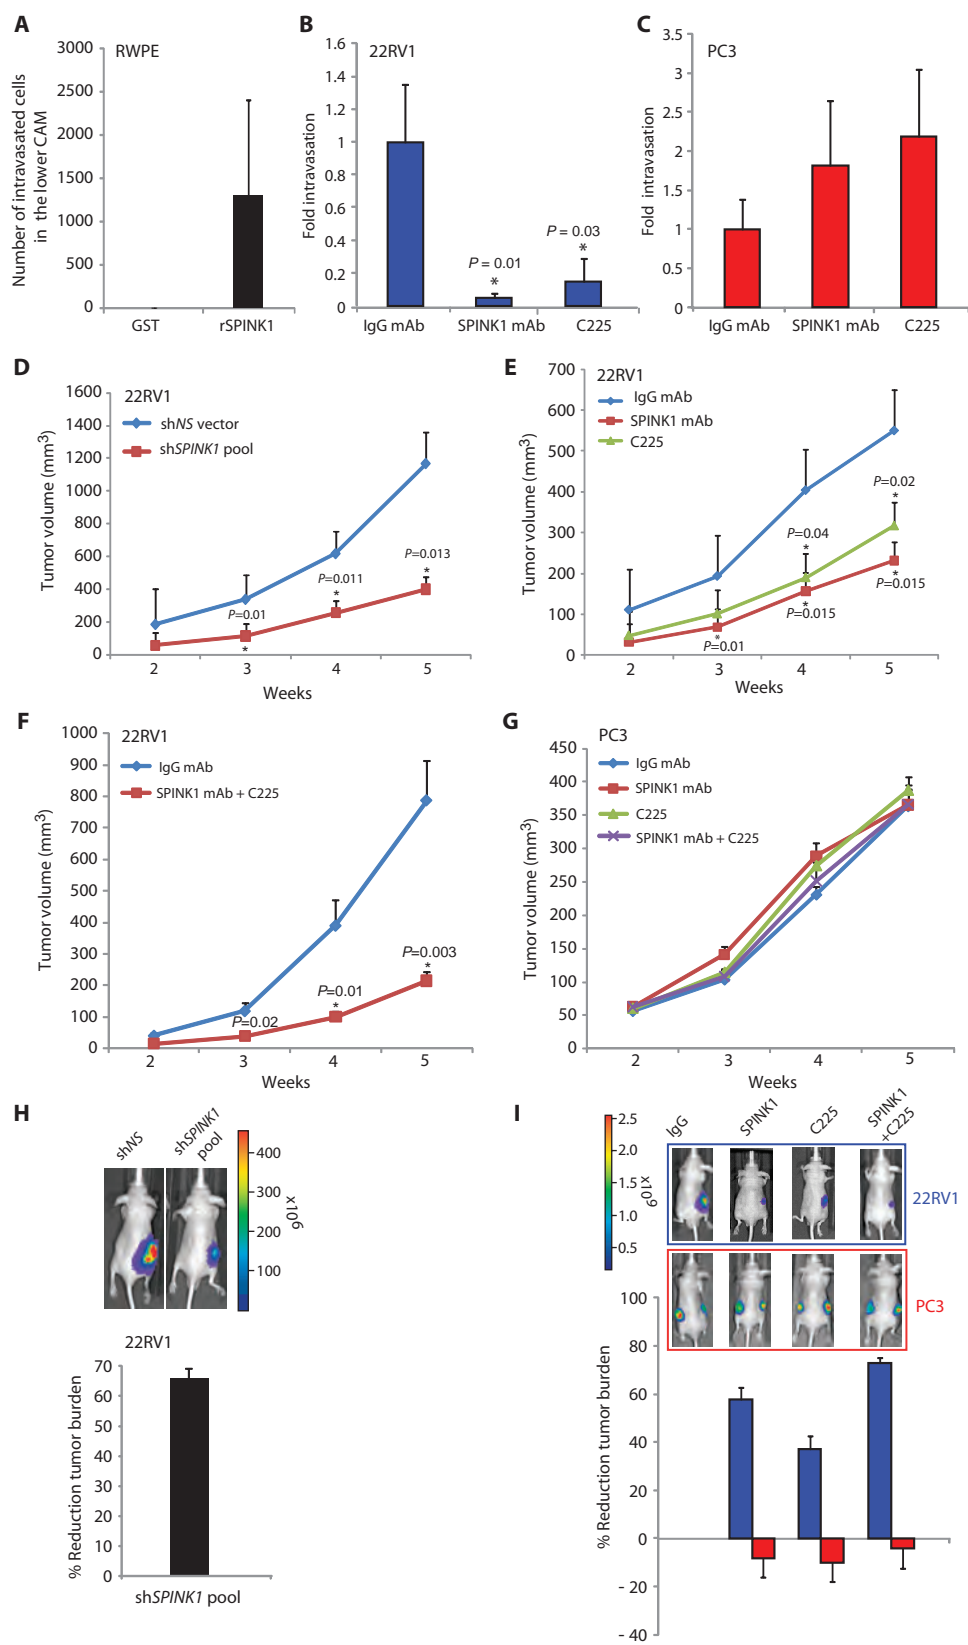 A
RWPE
Number of intravasated cells
in the lower CAM
3000
2500
2000
1500
1000
500
0
GST
rSPINK1
B
22RV1
Fold intravasation
1.6
1.4
1.2
1
0.8
0.6
0.4
0.2
0
P = 0.01
*
P = 0.03
*
IgG mAb
SPINK1 mAb
C225
C
PC3
Fold intravasation
3.5
3
2.5
2
1.5
1
0.5
0
IgG mAb
SPINK1 mAb
C225
D
22RV1
shNS vector
shSPINK1 pool
Tumor volume (mm3)
1600
1400
1200
1000
800
600
400
200
0
P=0.01
*
P=0.011
*
P=0.013
*
2
3
4
5
Weeks
E
22RV1
IgG mAb
SPINK1 mAb
C225
Tumor volume (mm3)
700
600
500
400
300
200
100
0
P=0.02
*
P=0.04
*
*
P=0.015
*
P=0.015
*
P=0.01
2
3
4
5
Weeks
F
22RV1
IgG mAb
SPINK1 mAb + C225
Tumor volume (mm3)
1000
900
800
700
600
500
400
300
200
100
0
P=0.02
P=0.01
*
P=0.003
*
2
3
4
5
Weeks
G
PC3
IgG mAb
SPINK1 mAb
C225
SPINK1 mAb + C225
Tumor volume (mm3)
450
400
350
300
250
200
150
100
50
0
2
3
4
5
Weeks
H
shNS
shSPINK1
pool
400
300
200
100
x106
22RV1
% Reduction tumor burden
70
60
50
40
30
20
10
0
shSPINK1 pool
I
2.5
2.0
1.5
1.0
0.5
x109
IgG
SPINK1
C225
SPINK1
+C225
22RV1
PC3
% Reduction tumor burden
100
80
60
40
20
0
- 20
- 40